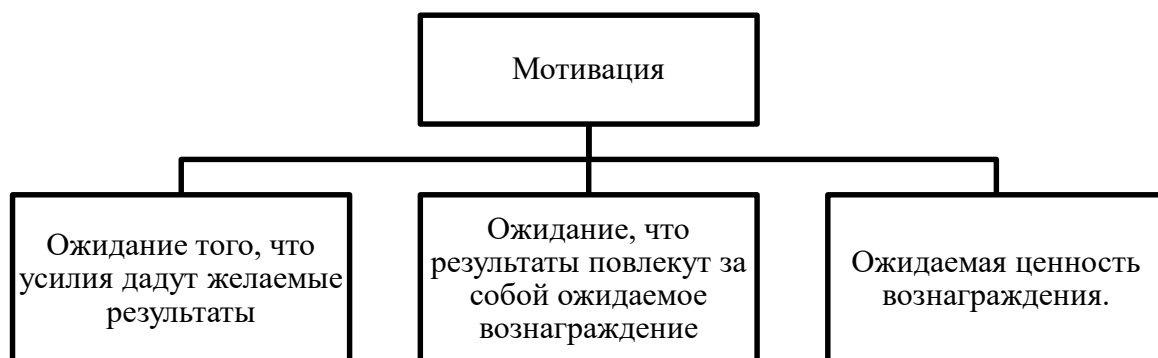 Мотивация
Ожидание того, что
усилия дадут желаемые
результаты
Ожидание, что
результаты повлекут за
собой ожидаемое
вознаграждение
Ожидаемая ценность
вознаграждения.